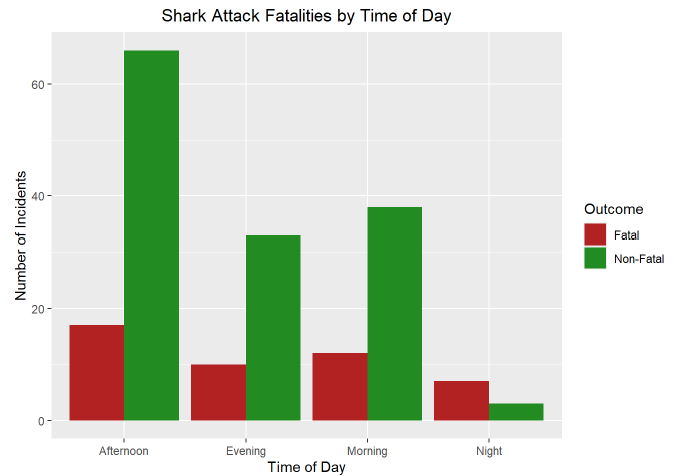 Shark Attack Fatalities by Time of Day
Number of Incidents
60
40
20
0
Afternoon
Evening
Morning
Night
Time of Day
Outcome
Fatal
Non-Fatal